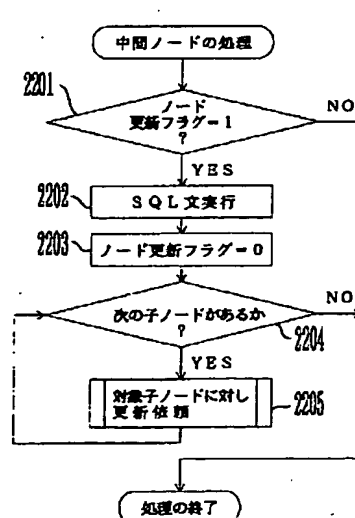 中間ノードの処理
2201
ノード
更新フラグ=1
?
NO
YES
2202
SQL文実行
2203
ノード更新フラグ=0
次の子ノードがあるか
?
NO
2204
YES
対象子ノードに対し
更新依頼
2205
処理の終了